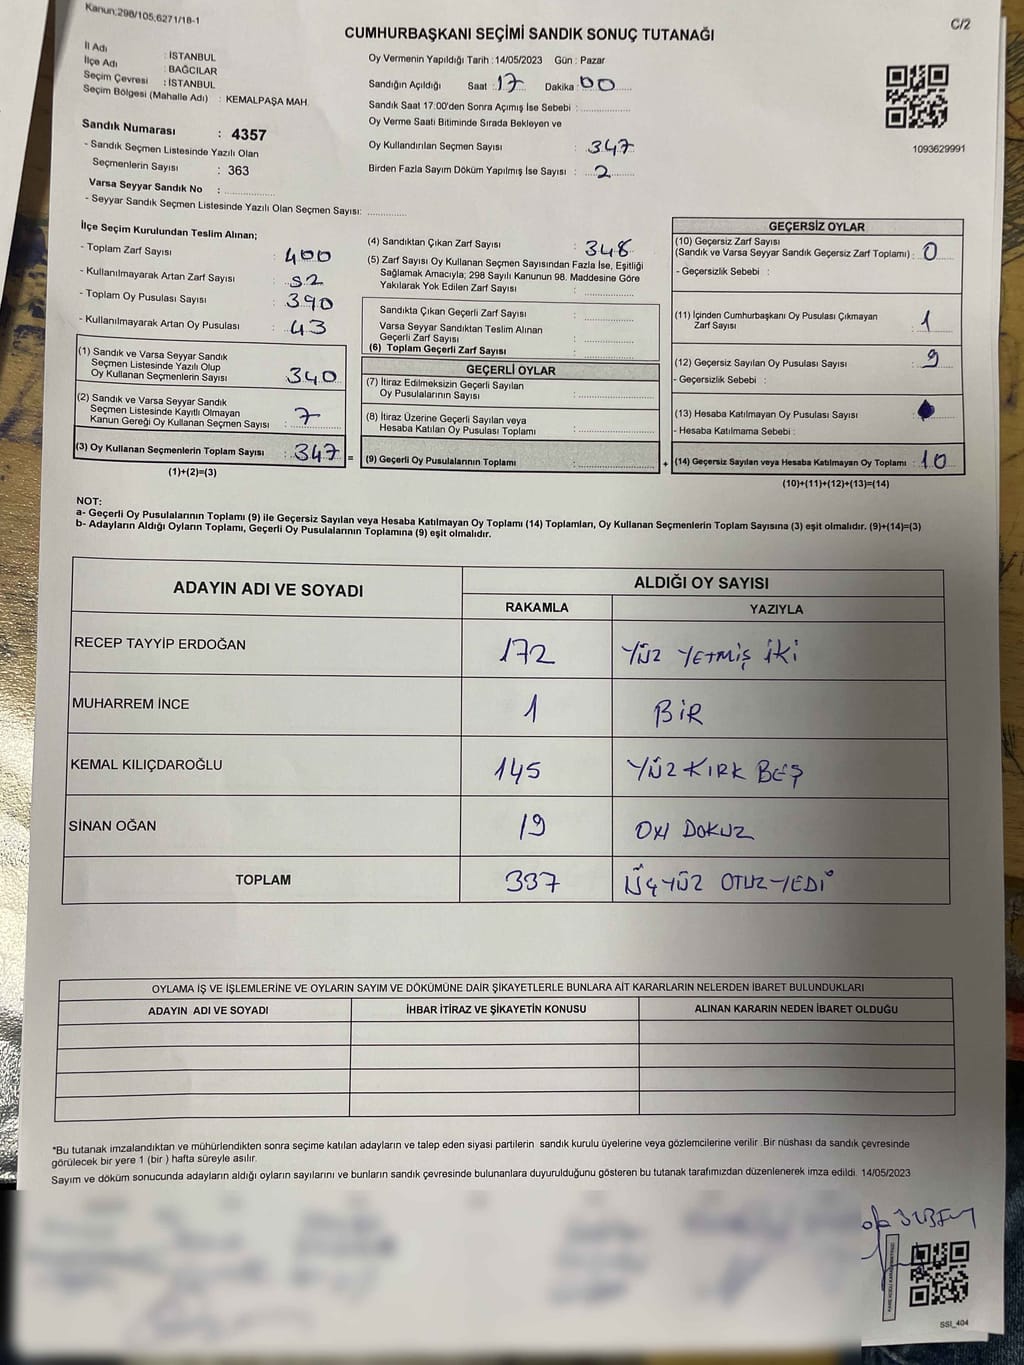 Kanun;298/105,6271/18-1
C/2
CUMHURBAŞKANI SEÇİMİ SANDIK SONUÇ TUTANAĞI
İl Adı : İSTANBUL
İlçe Adı : BAĞCILAR
Seçim Çevresi : İSTANBUL
Seçim Bölgesi (Mahalle Adı) : KEMALPAŞA MAH.
Sandık Numarası : 4357
- Sandık Seçmen Listesinde Yazılı Olan
Seçmenlerin Sayısı : 363
Varsa Seyyar Sandık No :
- Seyyar Sandık Seçmen Listesinde Yazılı Olan Seçmen Sayısı:
Oy Vermenin Yapıldığı Tarih : 14/05/2023 Gün : Pazar
Sandığın Açıldığı Saat : 17 Dakika : 00
Sandık Saat 17:00'den Sonra Açımış İse Sebebi :
Oy Verme Saati Bitiminde Sırada Bekleyen ve
Oy Kullandırılan Seçmen Sayısı : 347
Birden Fazla Sayım Döküm Yapılmış İse Sayısı : 2
1093629991
İlçe Seçim Kurulundan Teslim Alınan;
- Toplam Zarf Sayısı : 400
- Kullanılmayarak Artan Zarf Sayısı : 52
- Toplam Oy Pusulası Sayısı : 390
- Kullanılmayarak Artan Oy Pusulası : 43
(1) Sandık ve Varsa Seyyar Sandık
Seçmen Listesinde Yazılı Olup
Oy Kullanan Seçmenlerin Sayısı : 340
(2) Sandık ve Varsa Seyyar Sandık
Seçmen Listesinde Kayıtlı Olmayan
Kanun Gereği Oy Kullanan Seçmen Sayısı : 7
(3) Oy Kullanan Seçmenlerin Toplam Sayısı : 347 =
(1)+(2)=(3)
(4) Sandıktan Çıkan Zarf Sayısı : 348
(5) Zarf Sayısı Oy Kullanan Seçmen Sayısından Fazla İse, Eşitliği
Sağlamak Amacıyla; 298 Sayılı Kanunun 98. Maddesine Göre
Yakılarak Yok Edilen Zarf Sayısı :
Sandıkta Çıkan Geçerli Zarf Sayısı :
Varsa Seyyar Sandıktan Teslim Alınan
Geçerli Zarf Sayısı :
(6) Toplam Geçerli Zarf Sayısı :
GEÇERLİ OYLAR
(7) İtiraz Edilmeksizin Geçerli Sayılan
Oy Pusulalarının Sayısı :
(8) İtiraz Üzerine Geçerli Sayılan veya
Hesaba Katılan Oy Pusulası Toplamı :
(9) Geçerli Oy Pusulalarının Toplamı : +
GEÇERSİZ OYLAR
(10) Geçersiz Zarf Sayısı
(Sandık ve Varsa Seyyar Sandık Geçersiz Zarf Toplamı) : 0
- Geçersizlik Sebebi :
(11) İçinden Cumhurbaşkanı Oy Pusulası Çıkmayan
Zarf Sayısı : 1
(12) Geçersiz Sayılan Oy Pusulası Sayısı : 9
- Geçersizlik Sebebi :
(13) Hesaba Katılmayan Oy Pusulası Sayısı :
- Hesaba Katılmama Sebebi :
(14) Geçersiz Sayılan veya Hesaba Katılmayan Oy Toplamı : 10
(10)+(11)+(12)+(13)=(14)
NOT:
a- Geçerli Oy Pusulalarının Toplamı (9) ile Geçersiz Sayılan veya Hesaba Katılmayan Oy Toplamı (14) Toplamları, Oy Kullanan Seçmenlerin Toplam Sayısına (3) eşit olmalıdır. (9)+(14)=(3)
b- Adayların Aldığı Oyların Toplamı, Geçerli Oy Pusulalarının Toplamına (9) eşit olmalıdır.
ADAYIN ADI VE SOYADI
ALDIĞI OY SAYISI
RAKAMLA YAZIYLA
RECEP TAYYİP ERDOĞAN 172 YÜZ YETMİŞ İKİ
MUHARREM İNCE 1 BİR
KEMAL KILIÇDAROĞLU 145 YÜZ KIRK BEŞ
SİNAN OĞAN 19 ON DOKUZ
TOPLAM 337 ÜÇYÜZ OTUZYEDİ
OYLAMA İŞ VE İŞLEMLERİNE VE OYLARIN SAYIM VE DÖKÜMÜNE DAİR ŞİKAYETLERLE BUNLARA AİT KARARLARIN NELERDEN İBARET BULUNDUKLARI
ADAYIN ADI VE SOYADI İHBAR İTİRAZ VE ŞİKAYETİN KONUSU ALINAN KARARIN NEDEN İBARET OLDUĞU
*Bu tutanak imzalandıktan ve mühürlendikten sonra seçime katılan adayların ve talep eden siyasi partilerin sandık kurulu üyelerine veya gözlemcilerine verilir .Bir nüshası da sandık çevresinde
görülecek bir yere 1 (bir ) hafta süreyle asılır.
Sayım ve döküm sonucunda adayların aldığı oyların sayılarını ve bunların sandık çevresinde bulunanlara duyurulduğunu gösteren bu tutanak tarafımızdan düzenlenerek imza edildi. 14/05/2023
SSI_404